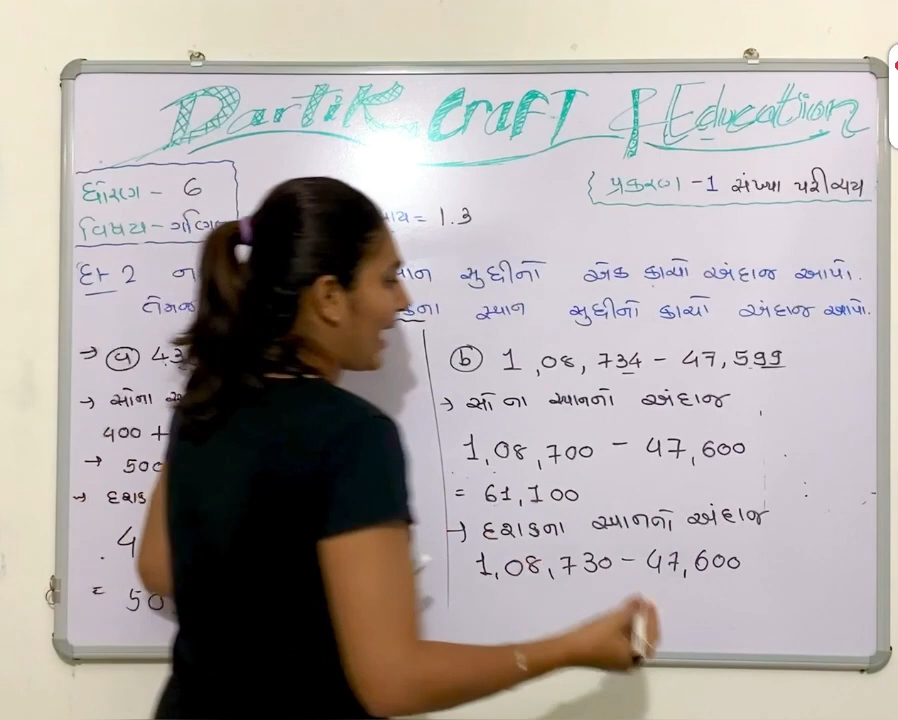 Dartik Craft & Education
ધોરણ - 6
પ્રકરણ - 1 સંખ્યા પરીચય
વિષય - ગણિત
= 1.3
દા 2
સુધીનો એક કાચો અંદાજ આપો.
તેમજ
ના સ્થાન સુધીનો કાચો અંદાજ આપો.
→ (a) 43
→ સોના
400 +
→ 500
→ દશક
4
= 50
(b) 1,08,734 - 47,599
→ સોના સ્થાનનો અંદાજ
1,08,700 - 47,600
= 61,100
→ દશકના સ્થાનનો અંદાજ
1,08,730 - 47,600